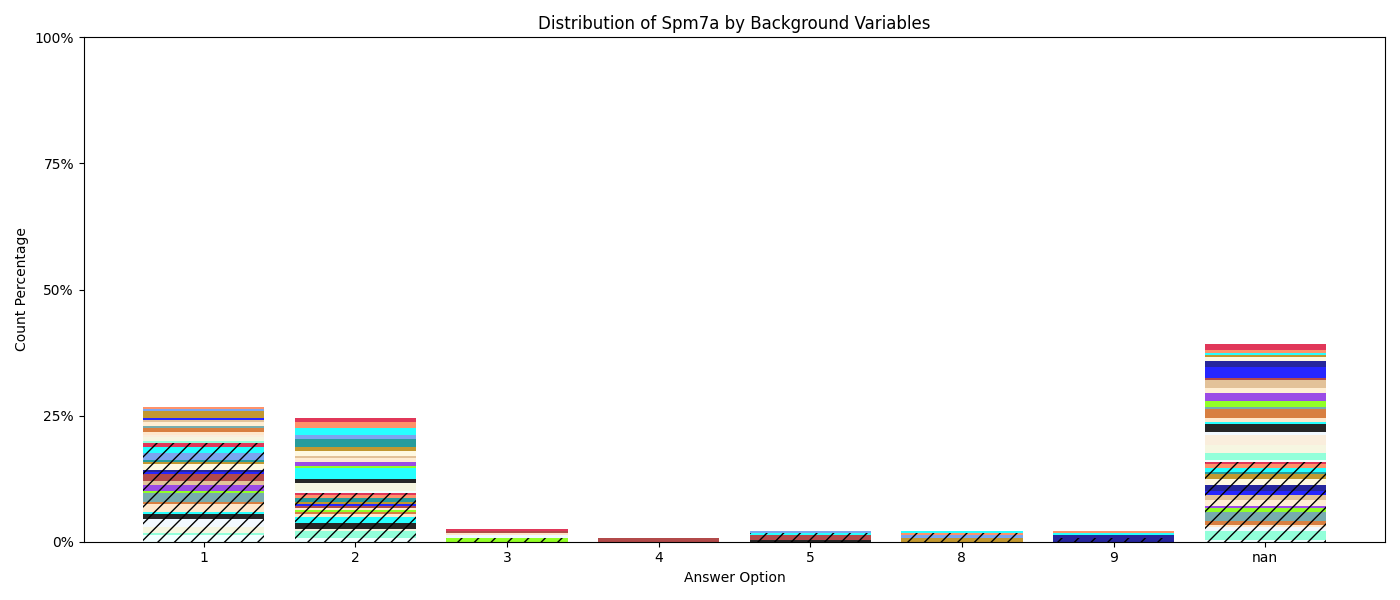 Distribution of Spm7a by Background Variables
100%
75%
50%
25%
0%
Count Percentage
1 2 3 4 5 8 9 nan
Answer Option